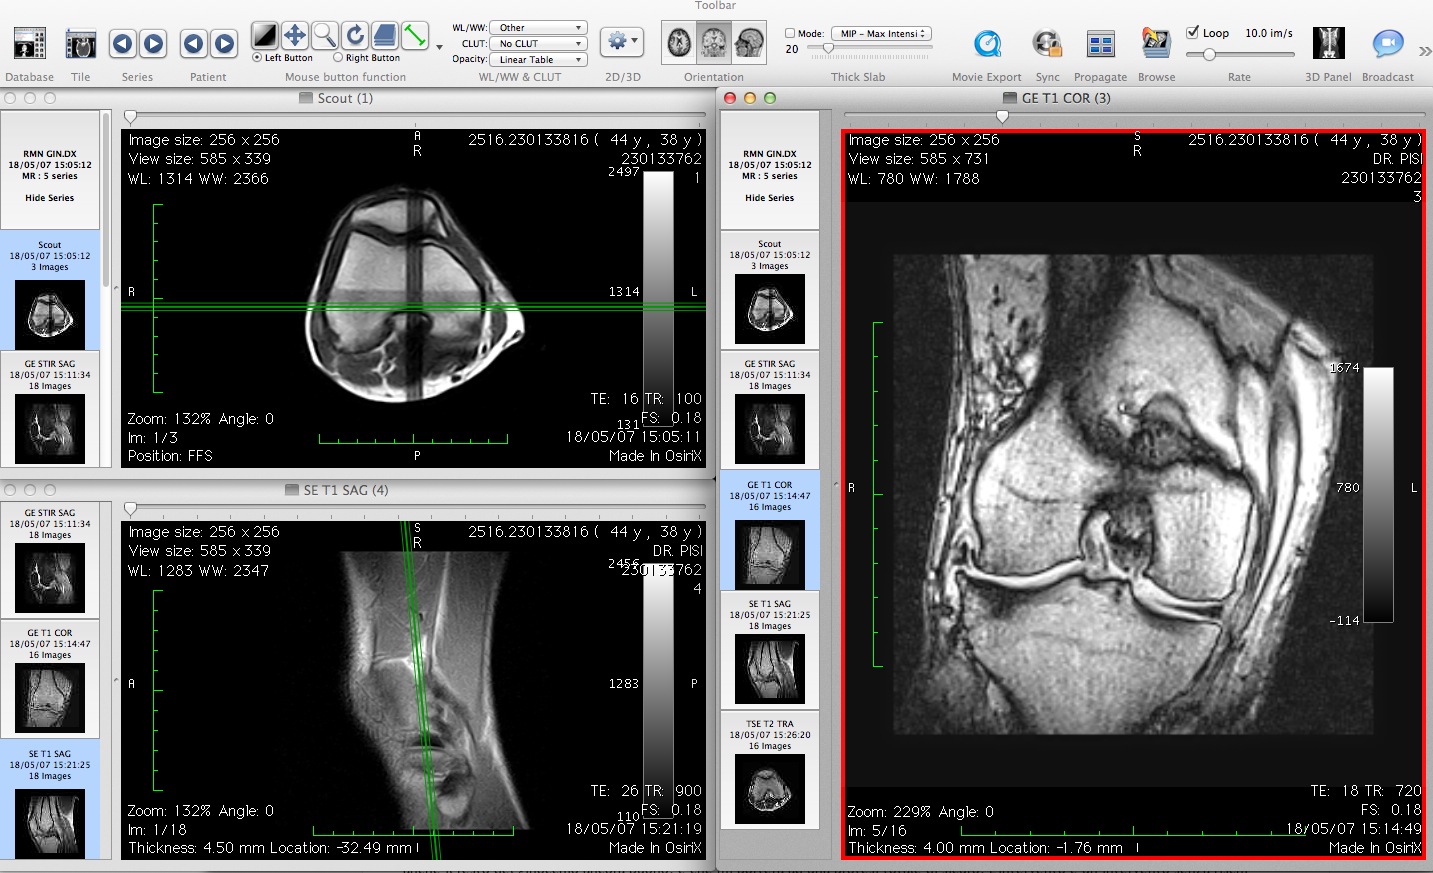 Toolbar
WL/WW: Other
CLUT: No CLUT
Opacity: Linear Table
Left Button Right Button
Mode: MIP - Max Intensi
20
Loop 10.0 im/s
Database Tile Series Patient Mouse button function WL/WW & CLUT 2D/3D Orientation Thick Slab Movie Export Sync Propagate Browse Rate 3D Panel Broadcast
Scout (1)
RMN GIN.DX
18/05/07 15:05:12
MR : 5 series
Hide Series
Scout
18/05/07 15:05:12
3 Images
GE STIR SAG
18/05/07 15:11:34
18 Images
Image size: 256 x 256
View size: 585 x 339
WL: 1314 WW: 2366
A
R
2516.230133816 ( 44 y , 38 y )
230133762
1
2497
1314
131
R
L
Zoom: 132% Angle: 0
Im: 1/3
Position: FFS
P
TE: 16 TR: 100
FS: 0.18
18/05/07 15:05:11
Made In OsiriX
SE T1 SAG (4)
GE STIR SAG
18/05/07 15:11:34
18 Images
GE T1 COR
18/05/07 15:14:47
16 Images
SE T1 SAG
18/05/07 15:21:25
18 Images
Image size: 256 x 256
View size: 585 x 339
WL: 1283 WW: 2347
S
R
2516.230133816 ( 44 y , 38 y )
DR. PISI
230133762
4
1283
110
A
P
Zoom: 132% Angle: 0
Im: 1/18
Thickness: 4.50 mm Location: -32.49 mm
I
TE: 26 TR: 900
FS: 0.18
18/05/07 15:21:19
Made In OsiriX
GE T1 COR (3)
RMN GIN.DX
18/05/07 15:05:12
MR : 5 series
Hide Series
Scout
18/05/07 15:05:12
3 Images
GE STIR SAG
18/05/07 15:11:34
18 Images
GE T1 COR
18/05/07 15:14:47
16 Images
SE T1 SAG
18/05/07 15:21:25
18 Images
TSE T2 TRA
18/05/07 15:26:20
16 Images
Image size: 256 x 256
View size: 585 x 731
WL: 780 WW: 1788
S
R
2516.230133816 ( 44 y , 38 y )
DR. PISI
230133762
3
1674
780
-114
R
L
Zoom: 229% Angle: 0
Im: 5/16
Thickness: 4.00 mm Location: -1.76 mm
I
TE: 18 TR: 720
FS: 0.18
18/05/07 15:14:49
Made In OsiriX